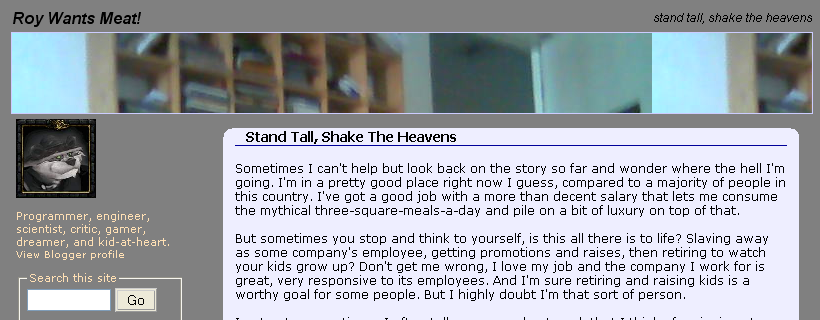 Roy Wants Meat!
stand tall, shake the heavens
Programmer, engineer,
scientist, critic, gamer,
dreamer, and kid-at-heart.
View Blogger profile
Search this site
Go
Stand Tall, Shake The Heavens
Sometimes I can't help but look back on the story so far and wonder where the hell I'm
going. I'm in a pretty good place right now I guess, compared to a majority of people in
this country. I've got a good job with a more than decent salary that lets me consume
the mythical three-square-meals-a-day and pile on a bit of luxury on top of that.
But sometimes you stop and think to yourself, is this all there is to life? Slaving away
as some company's employee, getting promotions and raises, then retiring to watch
your kids grow up? Don't get me wrong, I love my job and the company I work for is
great, very responsive to its employees. And I'm sure retiring and raising kids is a
worthy goal for some people. But I highly doubt I'm that sort of person.